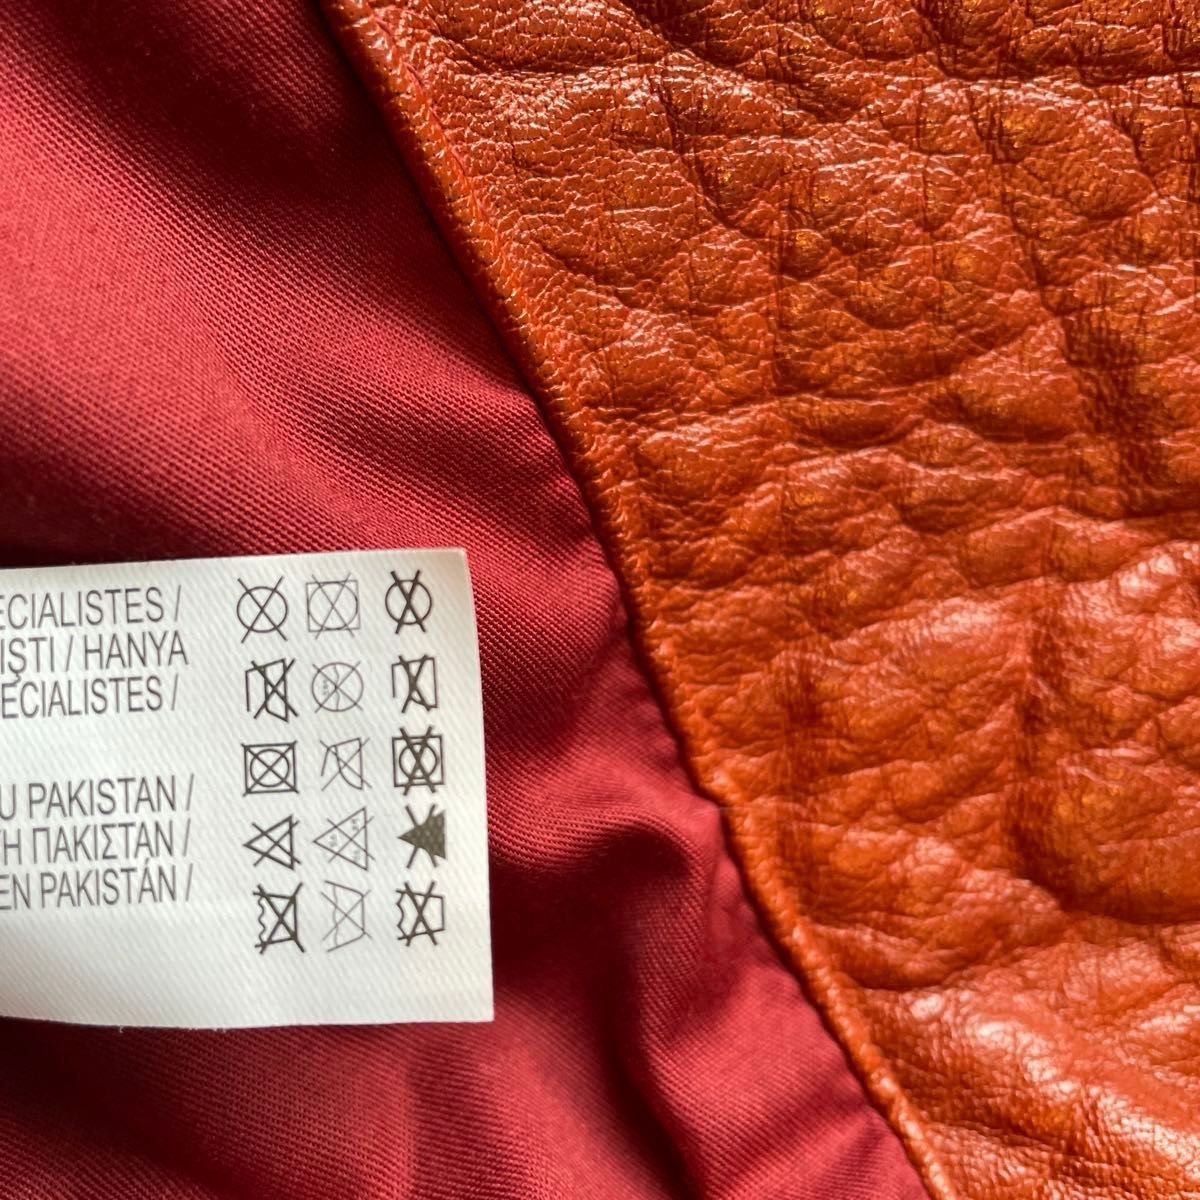 ECIALISTES /
IŞTI / HANYA
ECIALISTES /
U PAKISTAN /
Η ΠΑΚΙΣΤΑΝ /
EN PAKISTÁN /